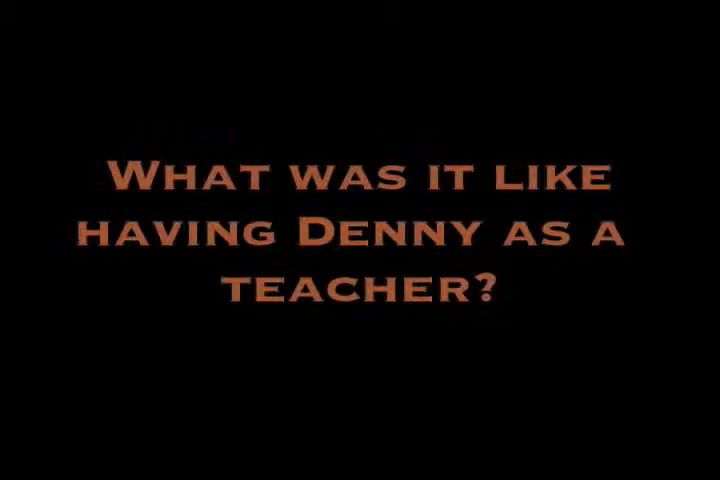 What was it like
having Denny as a
teacher?